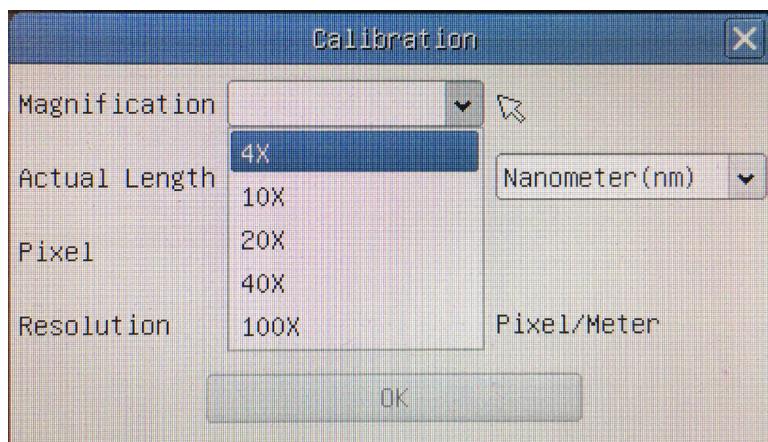 Calibration
Magnification
4X
Actual Length
Nanometer(nm)
10X
20X
Pixel
40X
Resolution
100X
Pixel/Meter
OK